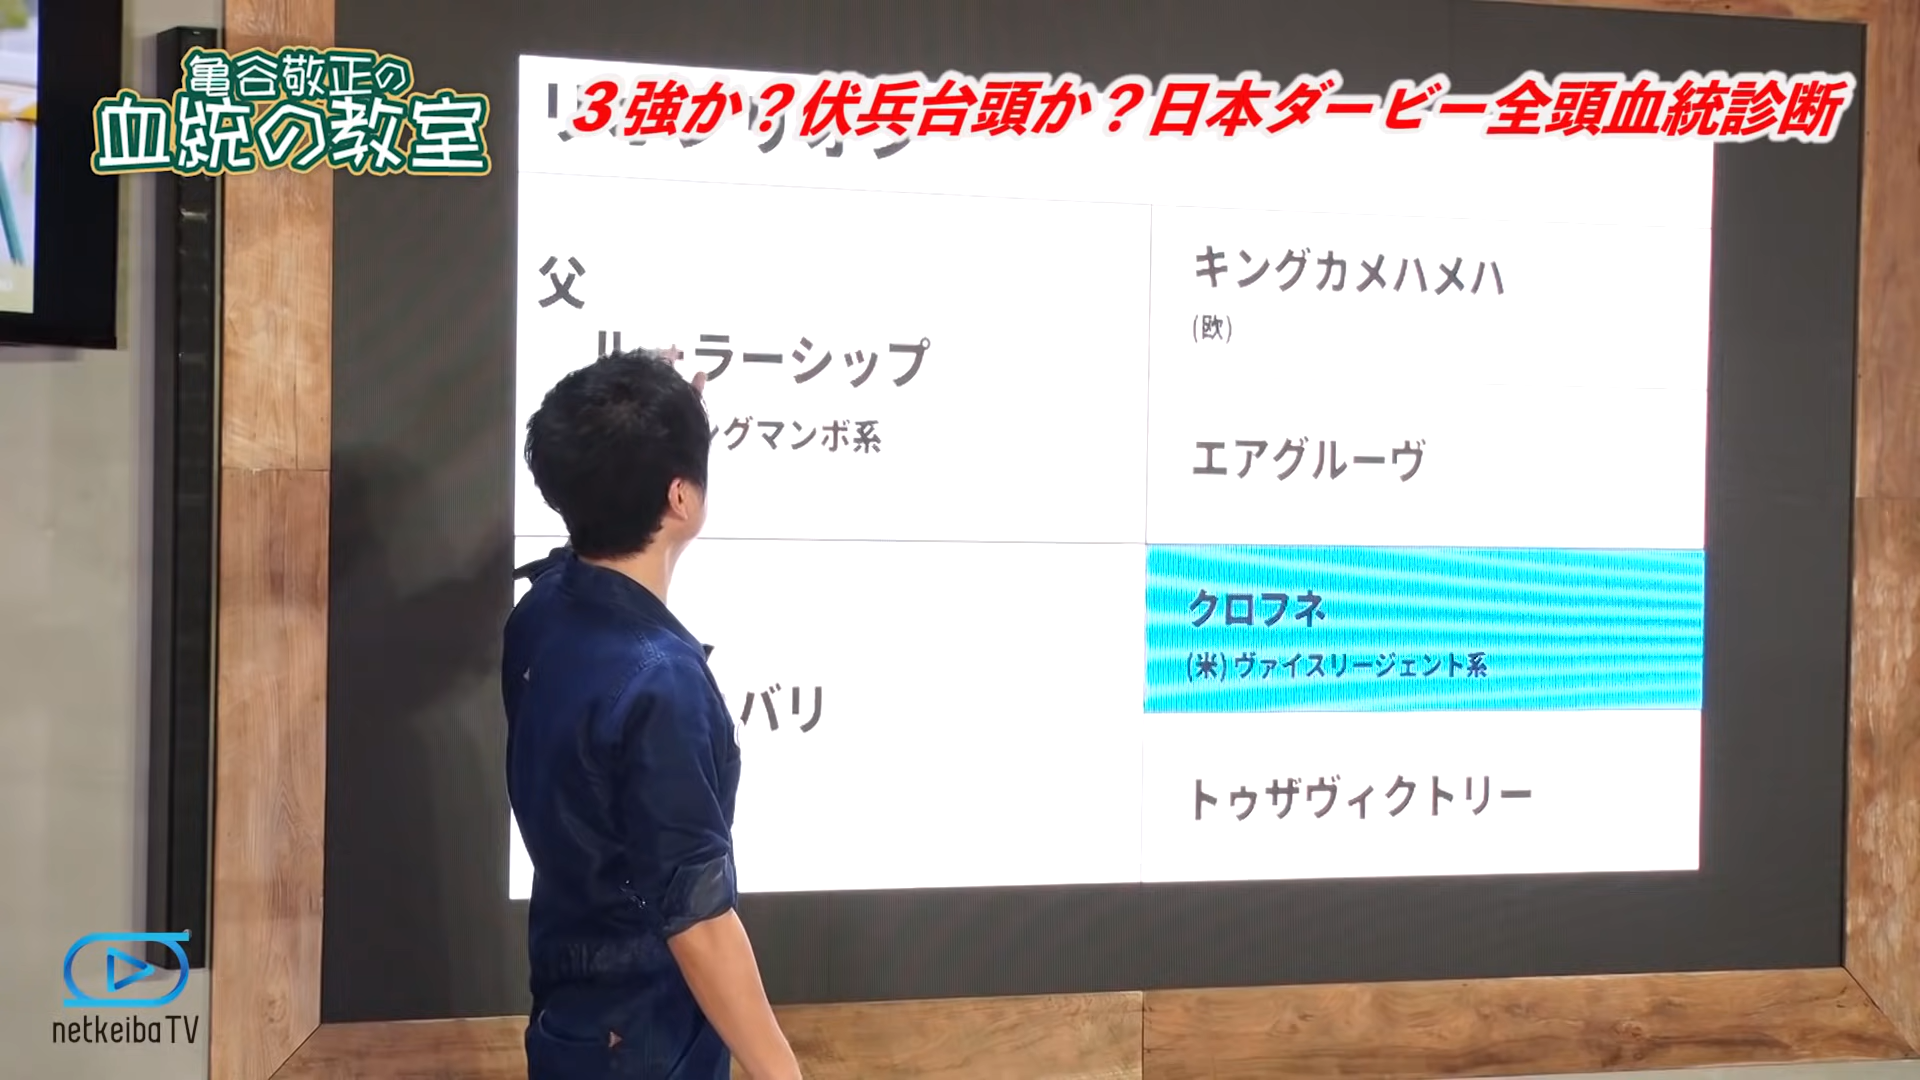 亀谷敬正の
血統の教室
３強か？伏兵台頭か？日本ダービー全頭血統診断
父
ラーシップ
グマンボ系
キングカメハメハ
(欧)
エアグルーヴ
バリ
クロフネ
(米)ヴァイスリージェント系
トゥザヴィクトリー
netkeibaTV